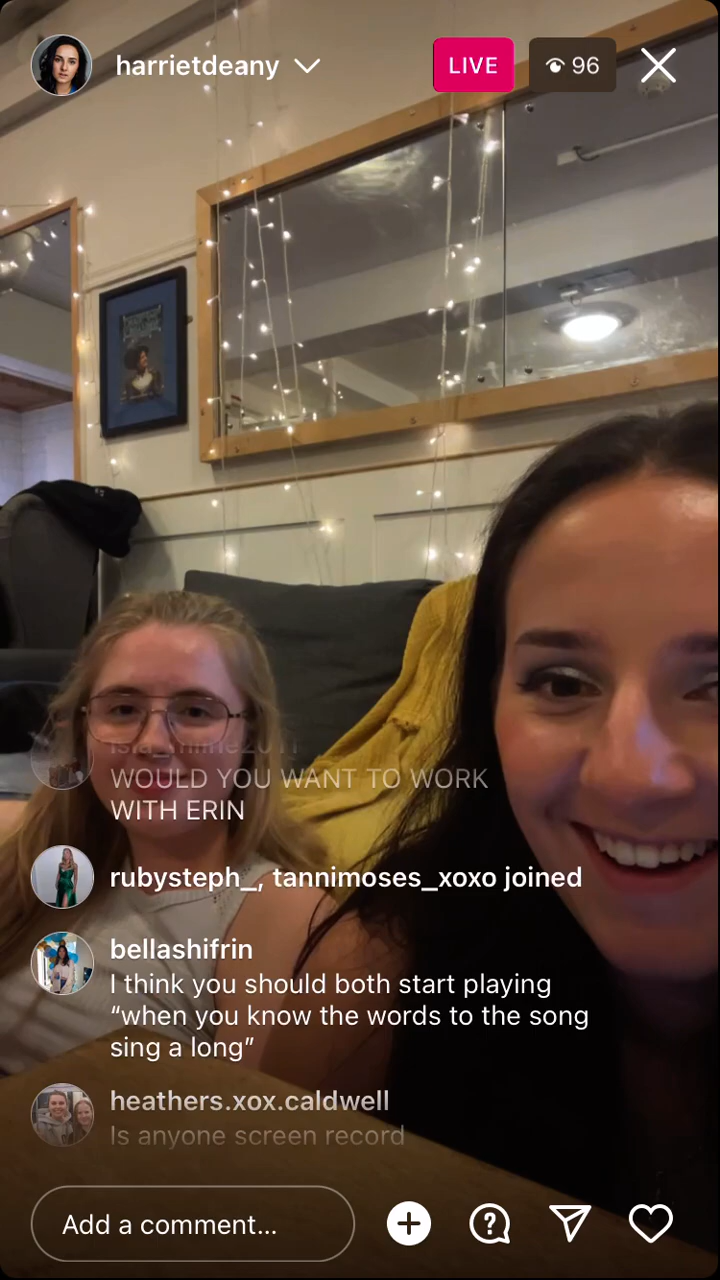 harrietdeany
LIVE
96
WOULD YOU WANT TO WORK
WITH ERIN
rubysteph_, tannimoses_xoxo joined
bellashifrin
I think you should both start playing
“when you know the words to the song
sing a long”
heathers.xox.caldwell
Is anyone screen record
Add a comment...